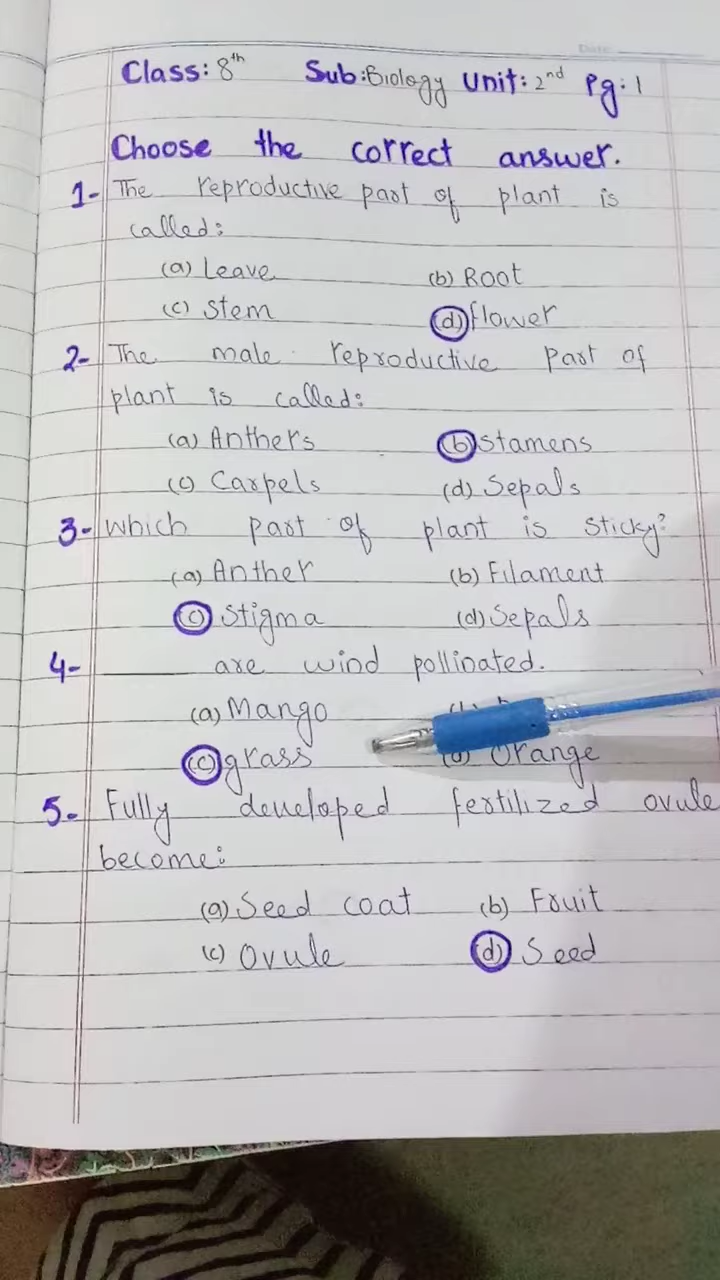 Date:
Class: 8th Sub: Biology Unit: 2nd Pg: 1
Choose the correct answer.
1- The reproductive part of plant is
called:
(a) Leave (b) Root
(c) Stem (d) flower
2- The male reproductive part of
plant is called:
(a) Anthers (b) Stamens
(c) Carpels (d) Sepals
3- Which part of plant is sticky?
(a) Anther (b) Filament
(c) Stigma (d) Sepals
4- ______ are wind pollinated.
(a) Mango
(c) grass (d) Orange
5- Fully developed fertilized ovule
become:
(a) Seed coat (b) Fruit
(c) Ovule (d) Seed